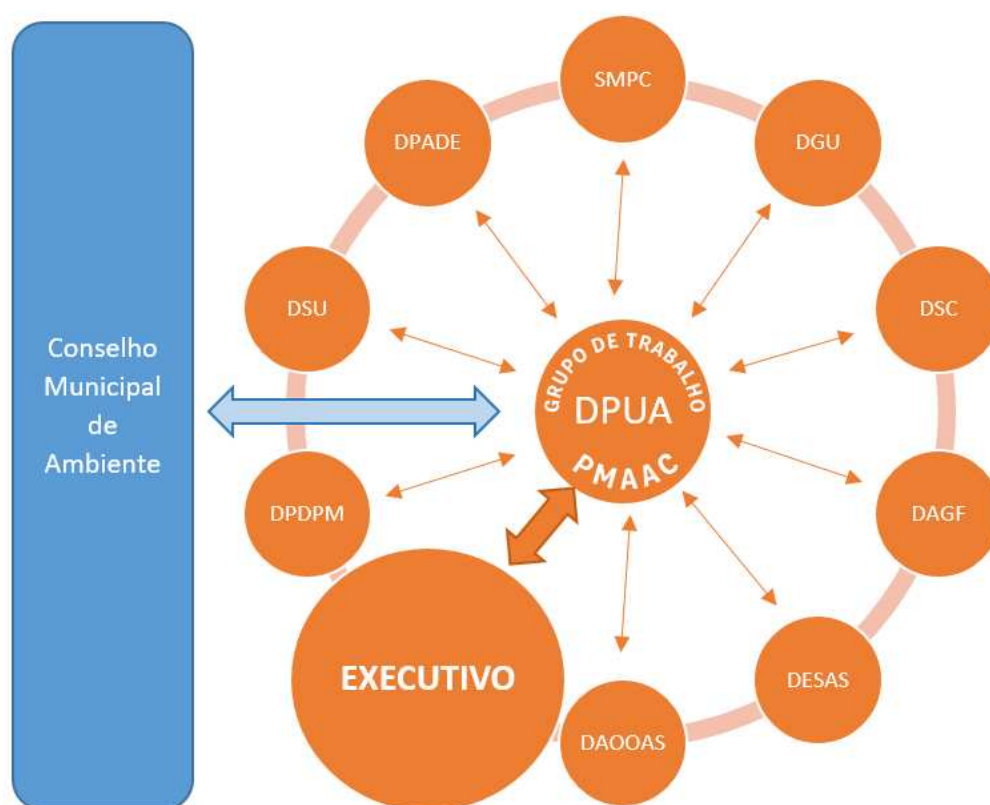 Conselho
Municipal
de
Ambiente
SMPC
DGU
DSC
DAGF
DESAS
DAOOAS
EXECUTIVO
DPDPM
DSU
DPADE
GRUPO DE TRABALHO
DPUA
PMAAC